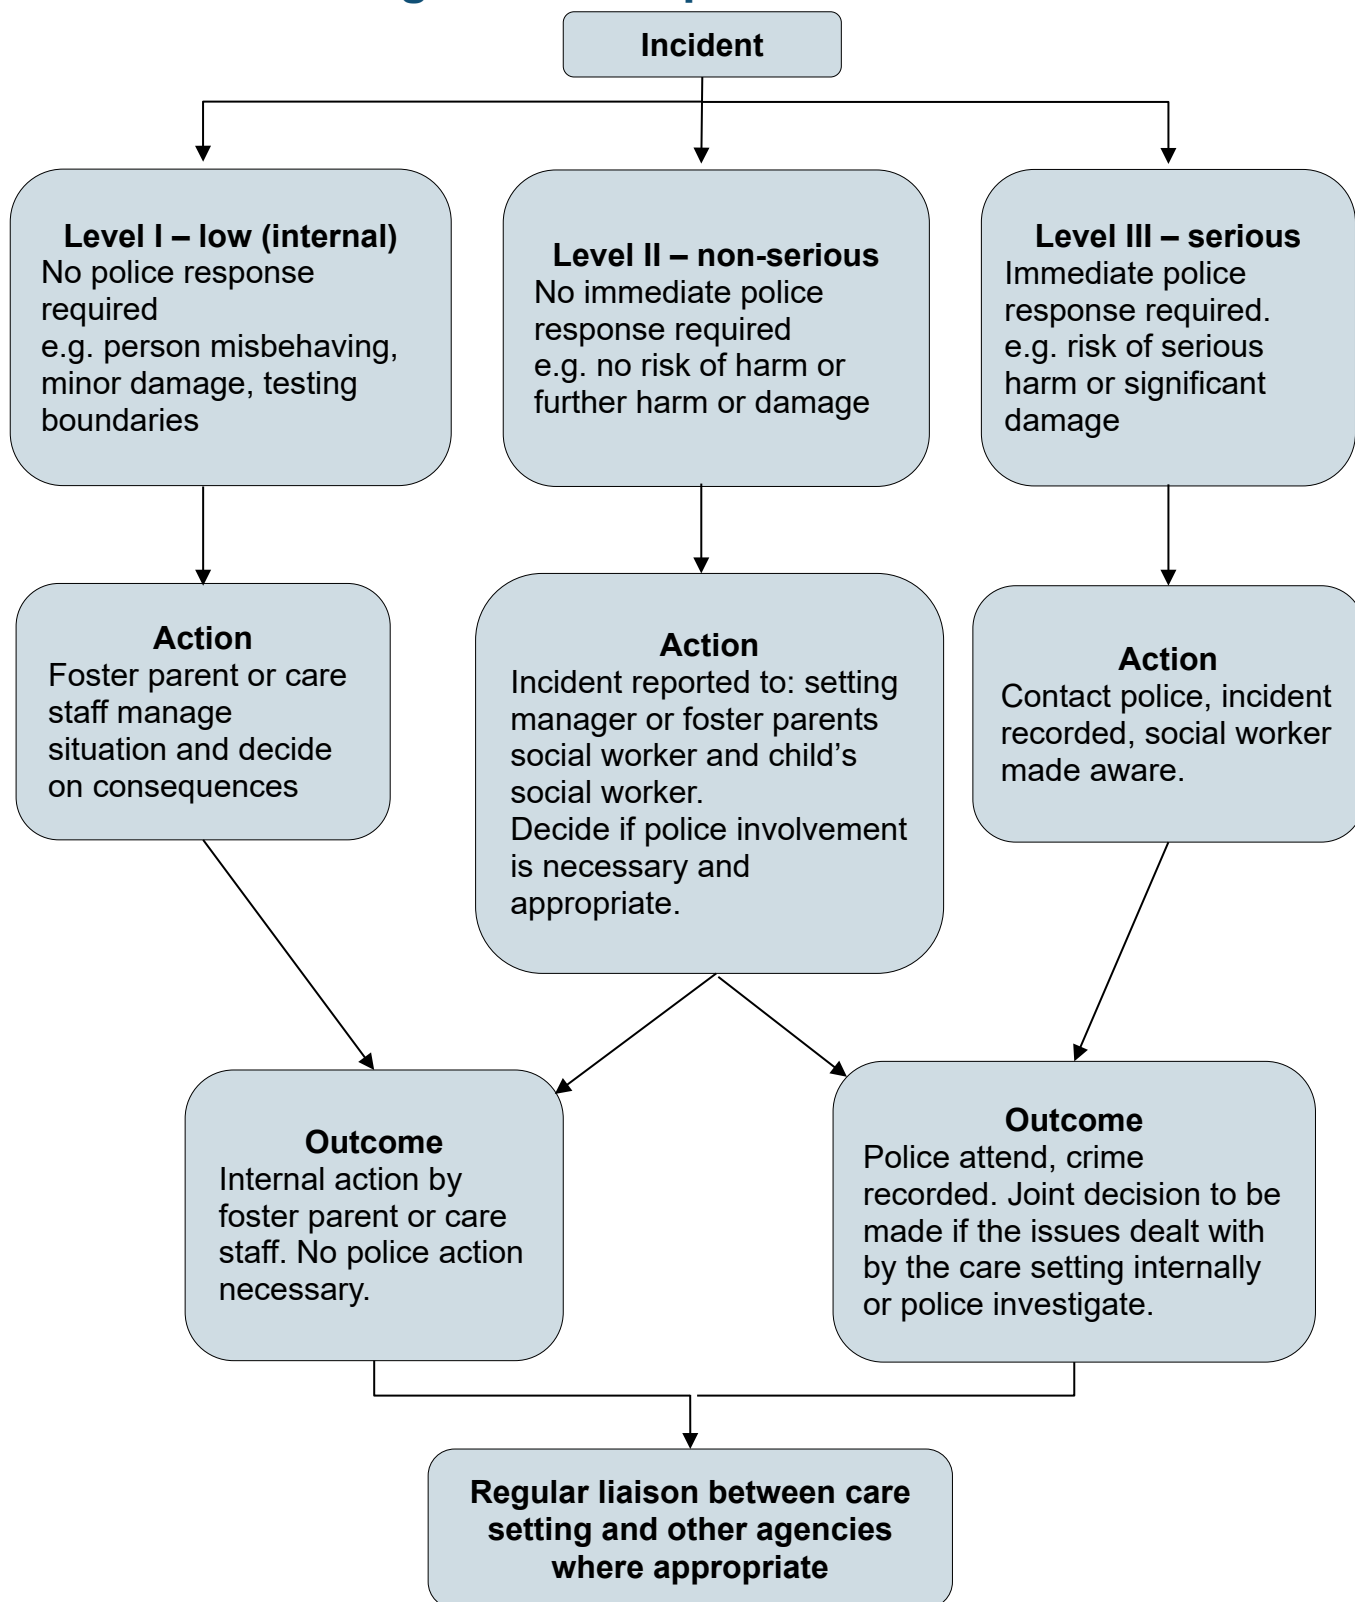 Incident
Level I – low (internal)
No police response
required
e.g. person misbehaving,
minor damage, testing
boundaries
Level II – non-serious
No immediate police
response required
e.g. no risk of harm or
further harm or damage
Level III – serious
Immediate police
response required.
e.g. risk of serious
harm or significant
damage
Action
Foster parent or care
staff manage
situation and decide
on consequences
Action
Incident reported to: setting
manager or foster parents
social worker and child’s
social worker.
Decide if police involvement
is necessary and
appropriate.
Action
Contact police, incident
recorded, social worker
made aware.
Outcome
Internal action by
foster parent or care
staff. No police action
necessary.
Outcome
Police attend, crime
recorded. Joint decision to be
made if the issues dealt with
by the care setting internally
or police investigate.
Regular liaison between care
setting and other agencies
where appropriate